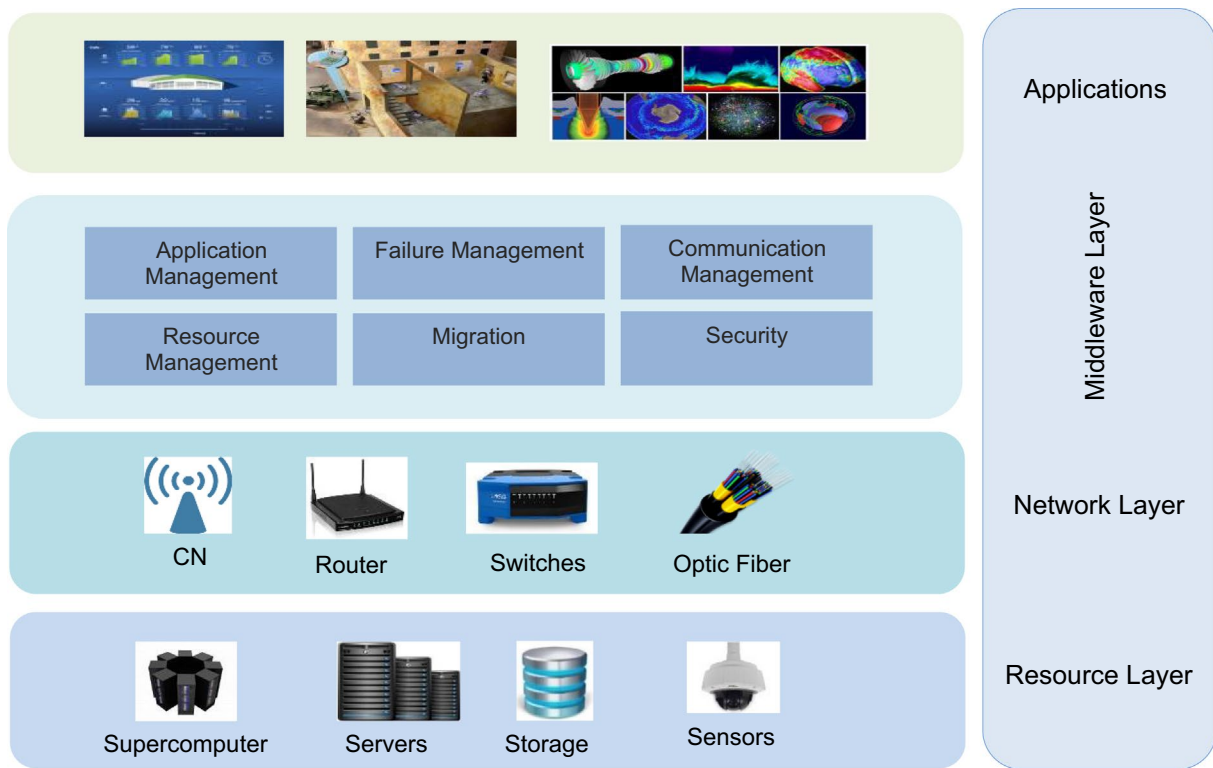 Applications
Application
Management
Failure Management
Communication
Management
Resource
Management
Migration
Security
Middleware Layer
CN
Router
Switches
Optic Fiber
Network Layer
Supercomputer
Servers
Storage
Sensors
Resource Layer